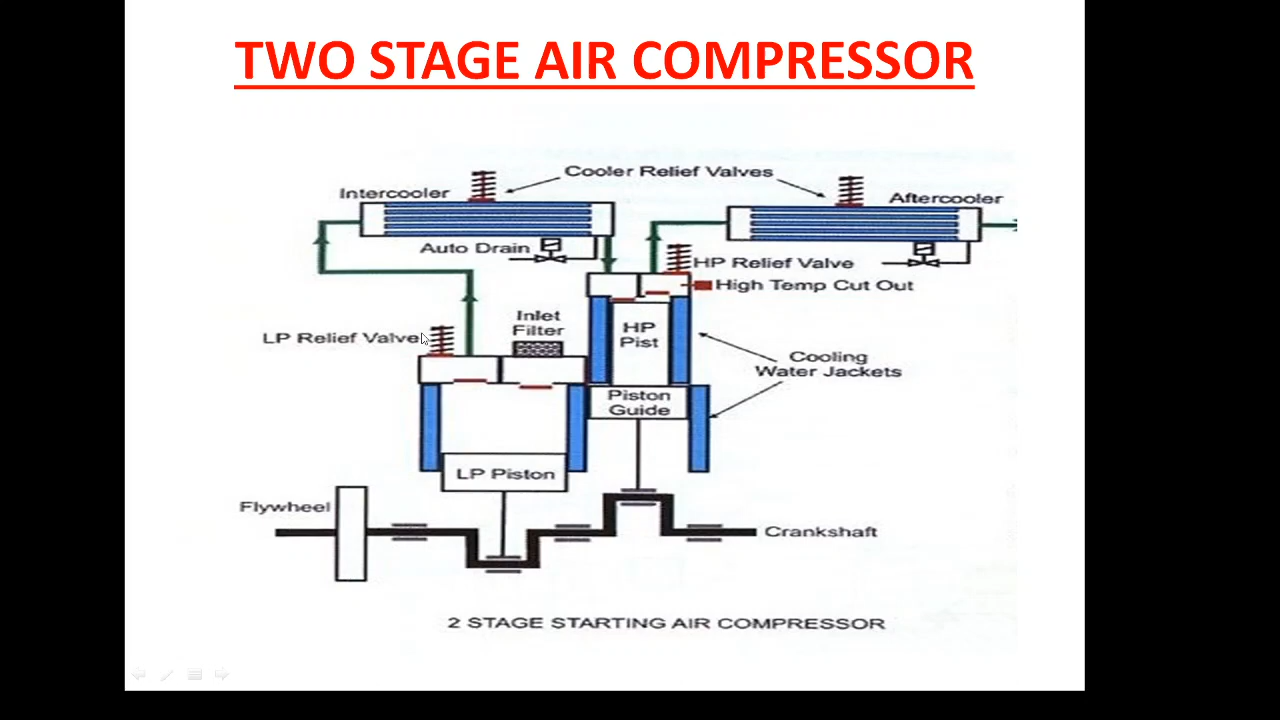 TWO STAGE AIR COMPRESSOR
Cooler Relief Valves
Intercooler
Aftercooler
Auto Drain
HP Relief Valve
High Temp Cut Out
Inlet
Filter
LP Relief Valve
HP
Pist
Cooling
Water Jackets
Piston
Guide
LP Piston
Flywheel
Crankshaft
2 STAGE STARTING AIR COMPRESSOR